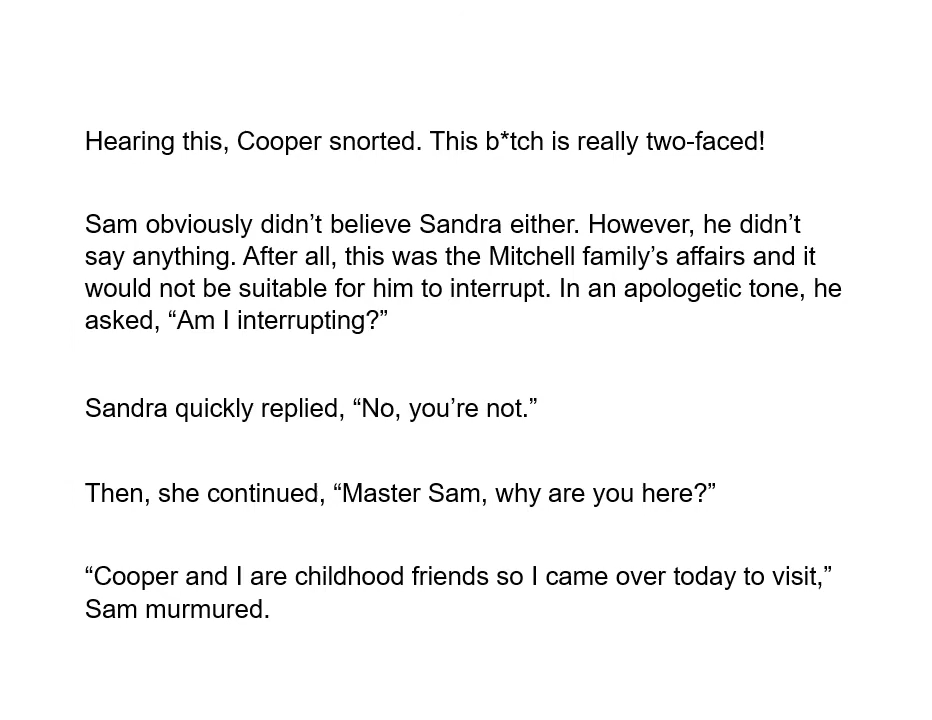 Hearing this, Cooper snorted. This b*tch is really two-faced!
Sam obviously didn’t believe Sandra either. However, he didn’t
say anything. After all, this was the Mitchell family’s affairs and it
would not be suitable for him to interrupt. In an apologetic tone, he
asked, “Am I interrupting?”
Sandra quickly replied, “No, you’re not.”
Then, she continued, “Master Sam, why are you here?”
“Cooper and I are childhood friends so I came over today to visit,”
Sam murmured.